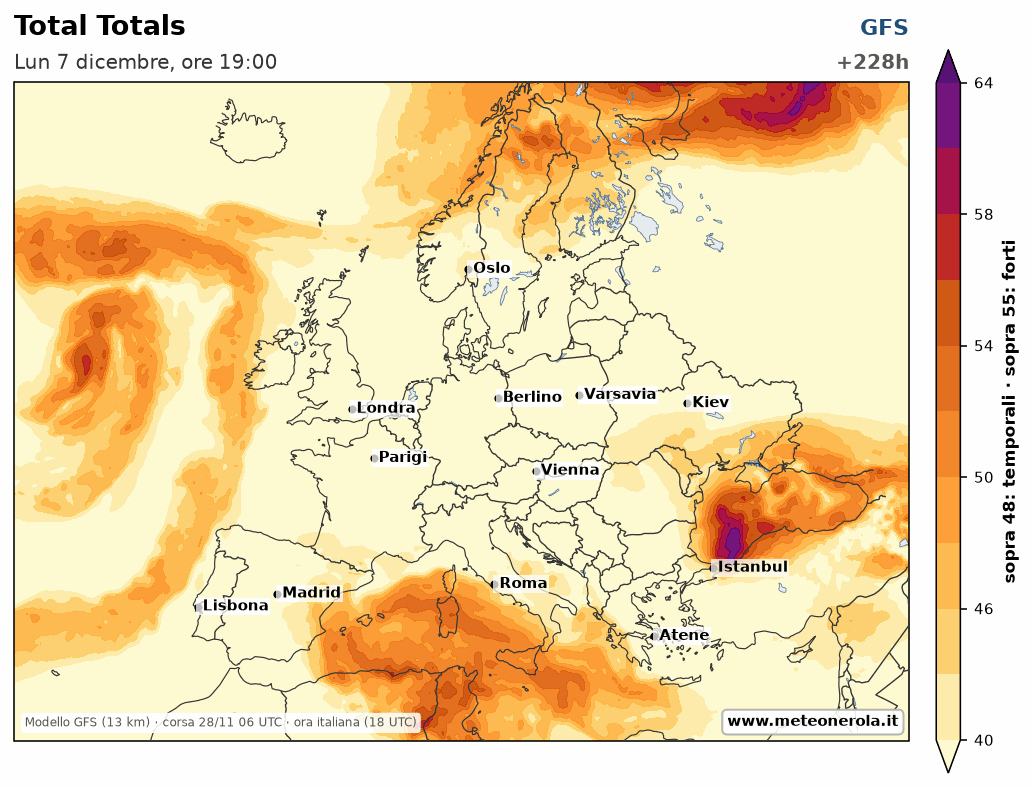 Total Totals
GFS
Lun 7 dicembre, ore 19:00
+228h
64
58
54
50
46
40
sopra 48: temporali · sopra 55: forti
Oslo
Berlino
Varsavia
Kiev
Londra
Parigi
Vienna
Istanbul
Roma
Madrid
Lisbona
Atene
Modello GFS (13 km) · corsa 28/11 06 UTC · ora italiana (18 UTC)
www.meteonerola.it